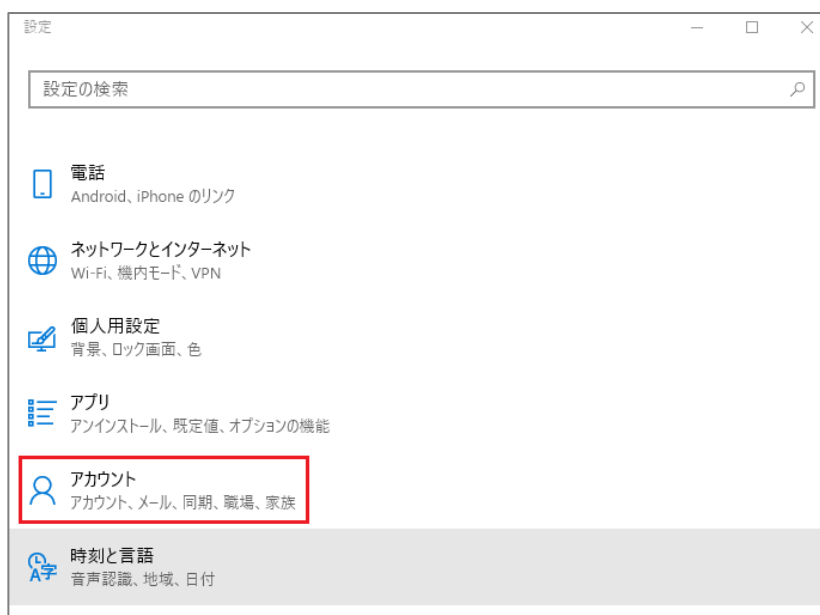 設定
設定の検索
電話
Android、iPhone のリンク
ネットワークとインターネット
Wi-Fi、機内モード、VPN
個人用設定
背景、ロック画面、色
アプリ
アンインストール、既定値、オプションの機能
アカウント
アカウント、メール、同期、職場、家族
時刻と言語
音声認識、地域、日付